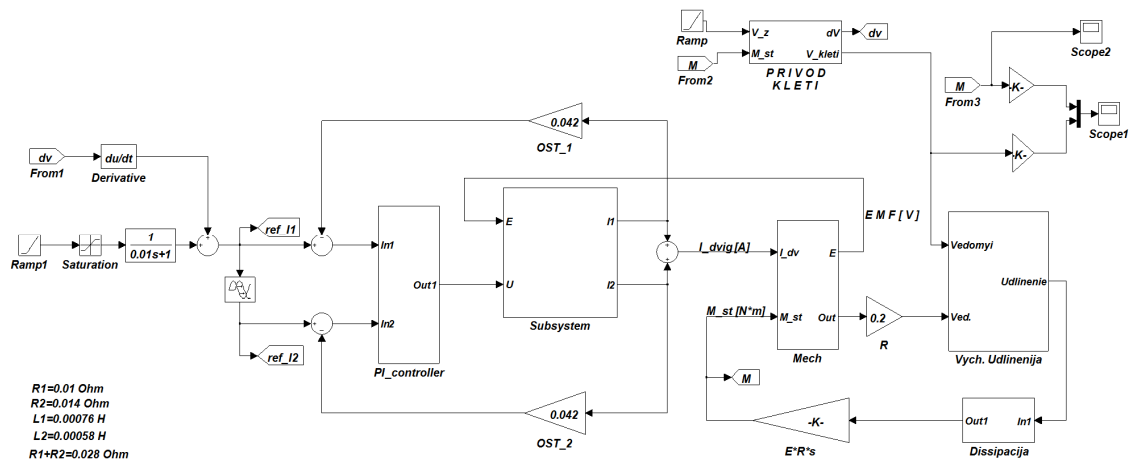 Ramp
V_z
M_st
dV
V_kleti
P R I V O D
K L E T I
dv
M
From2
Scope2
M
From3
-K-
Scope1
-K-
0.042
OST_1
dv
From1
du/dt
Derivative
ref_I1
E M F [ V ]
Ramp1
Saturation
1
0.01s+1
In1
In2
Out1
PI_controller
E
U
I1
I2
Subsystem
I_dvig [A]
I_dv
M_st
E
Out
Mech
M_st [N*m]
0.2
R
Vedomyi
Ved.
Udlinenie
Vych. Udlinenija
ref_I2
M
0.042
OST_2
-K-
E*R*s
Out1
In1
Dissipacija
R1=0.01 Ohm
R2=0.014 Ohm
L1=0.00076 H
L2=0.00058 H
R1+R2=0.028 Ohm